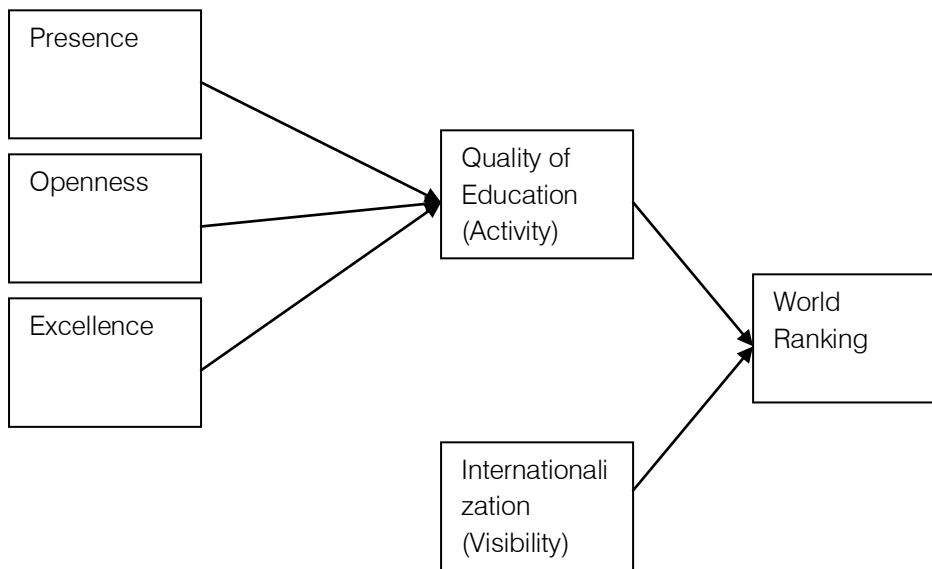 Presence
Openness
Excellence
Quality of
Education
(Activity)
Internationali
zation
(Visibility)
World
Ranking